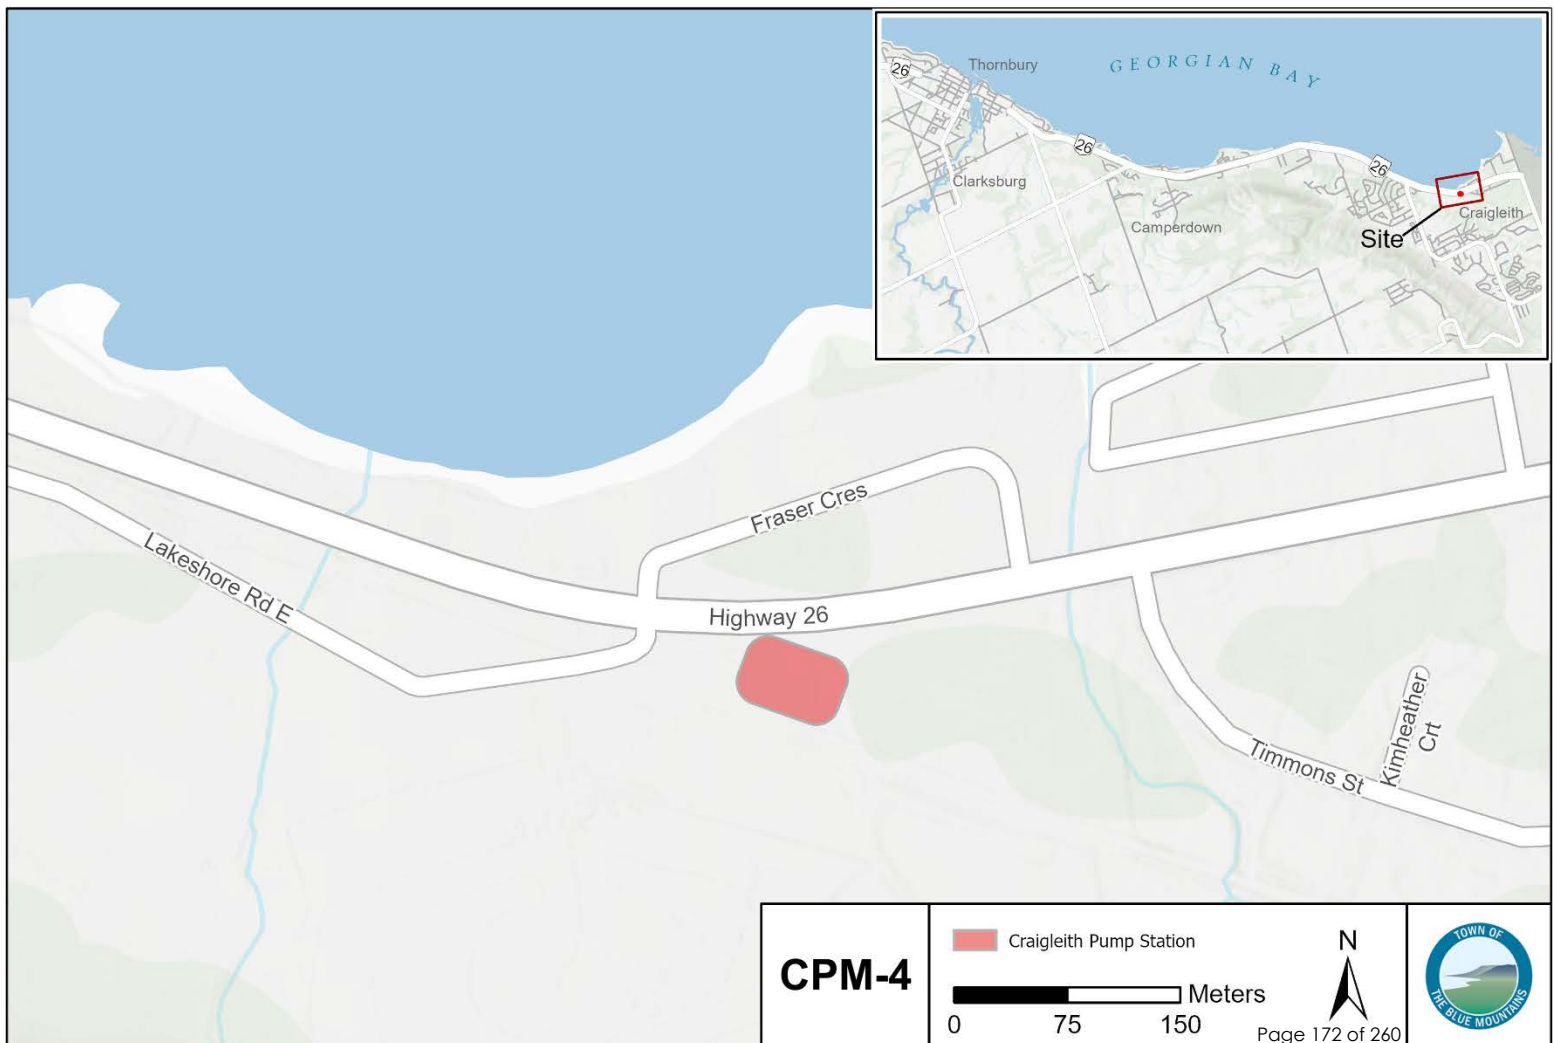 GEORGIAN BAY
26
Thornbury
26
26
Clarksburg
Camperdown
Craigleith
Site
Fraser Cres
Lakeshore Rd E
Highway 26
Timmons St
Kimheather
Crt
CPM-4
Craigleith Pump Station
Meters
0 75 150
N
Page 172 of 260
TOWN OF
THE BLUE MOUNTAINS